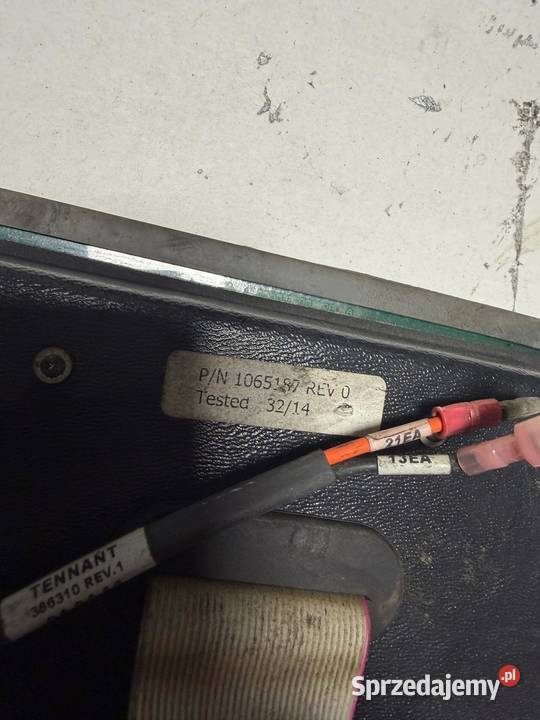 P/N 1065187 REV 0
Tested 32/14
21EA
13EA
TENNANT
386310 REV.1
Sprzedajemy.pl